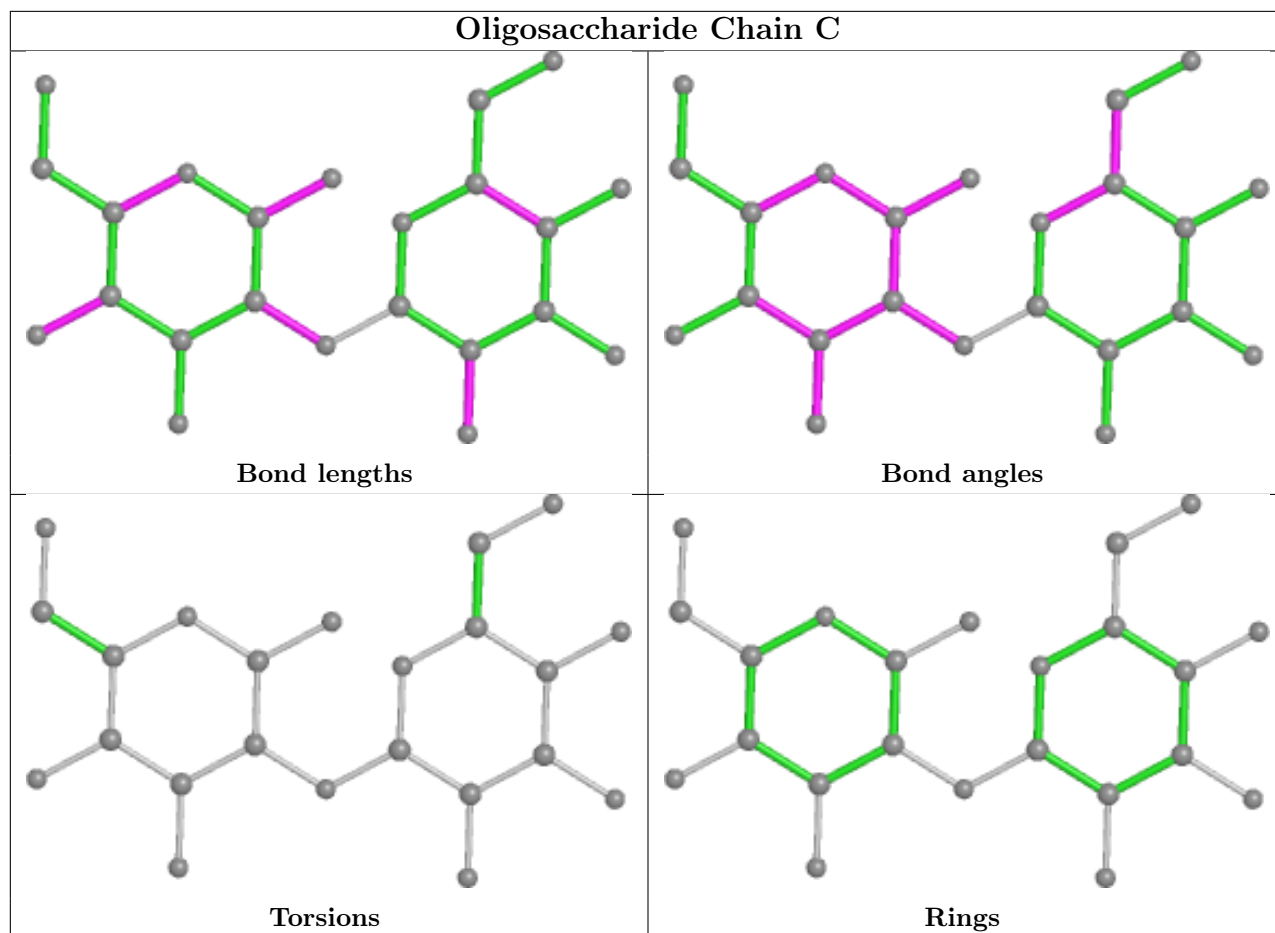 Oligosaccharide Chain C
Bond lengths
Bond angles
Torsions
Rings